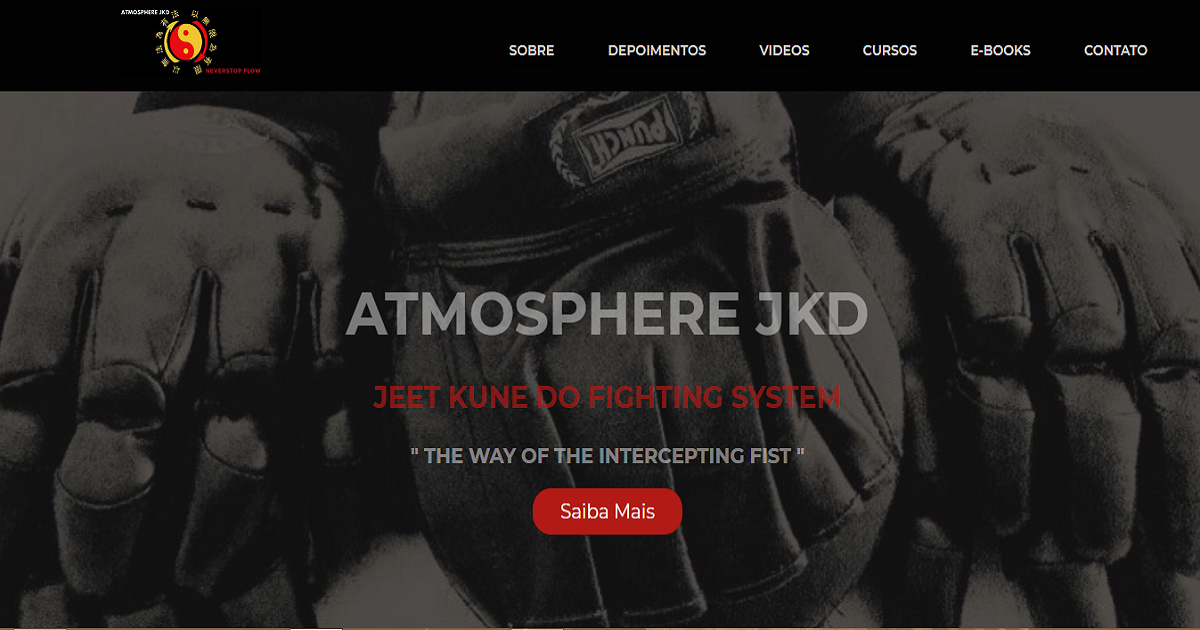 ATMOSPHERE JKD
NEVERSTOP FLOW
SOBRE
DEPOIMENTOS
VIDEOS
CURSOS
E-BOOKS
CONTATO
PUNCH
ATMOSPHERE JKD
JEET KUNE DO FIGHTING SYSTEM
" THE WAY OF THE INTERCEPTING FIST "
Saiba Mais